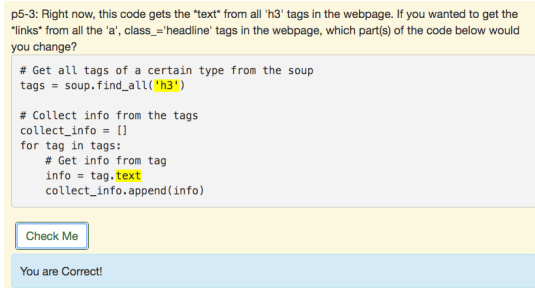 p5-3: Right now, this code gets the *text* from all 'h3' tags in the webpage. If you wanted to get the
*links* from all the 'a', class_='headline' tags in the webpage, which part(s) of the code below would
you change?
# Get all tags of a certain type from the soup
tags = soup.find_all('h3')
# Collect info from the tags
collect_info = []
for tag in tags:
    # Get info from tag
    info = tag.text
    collect_info.append(info)
Check Me
You are Correct!